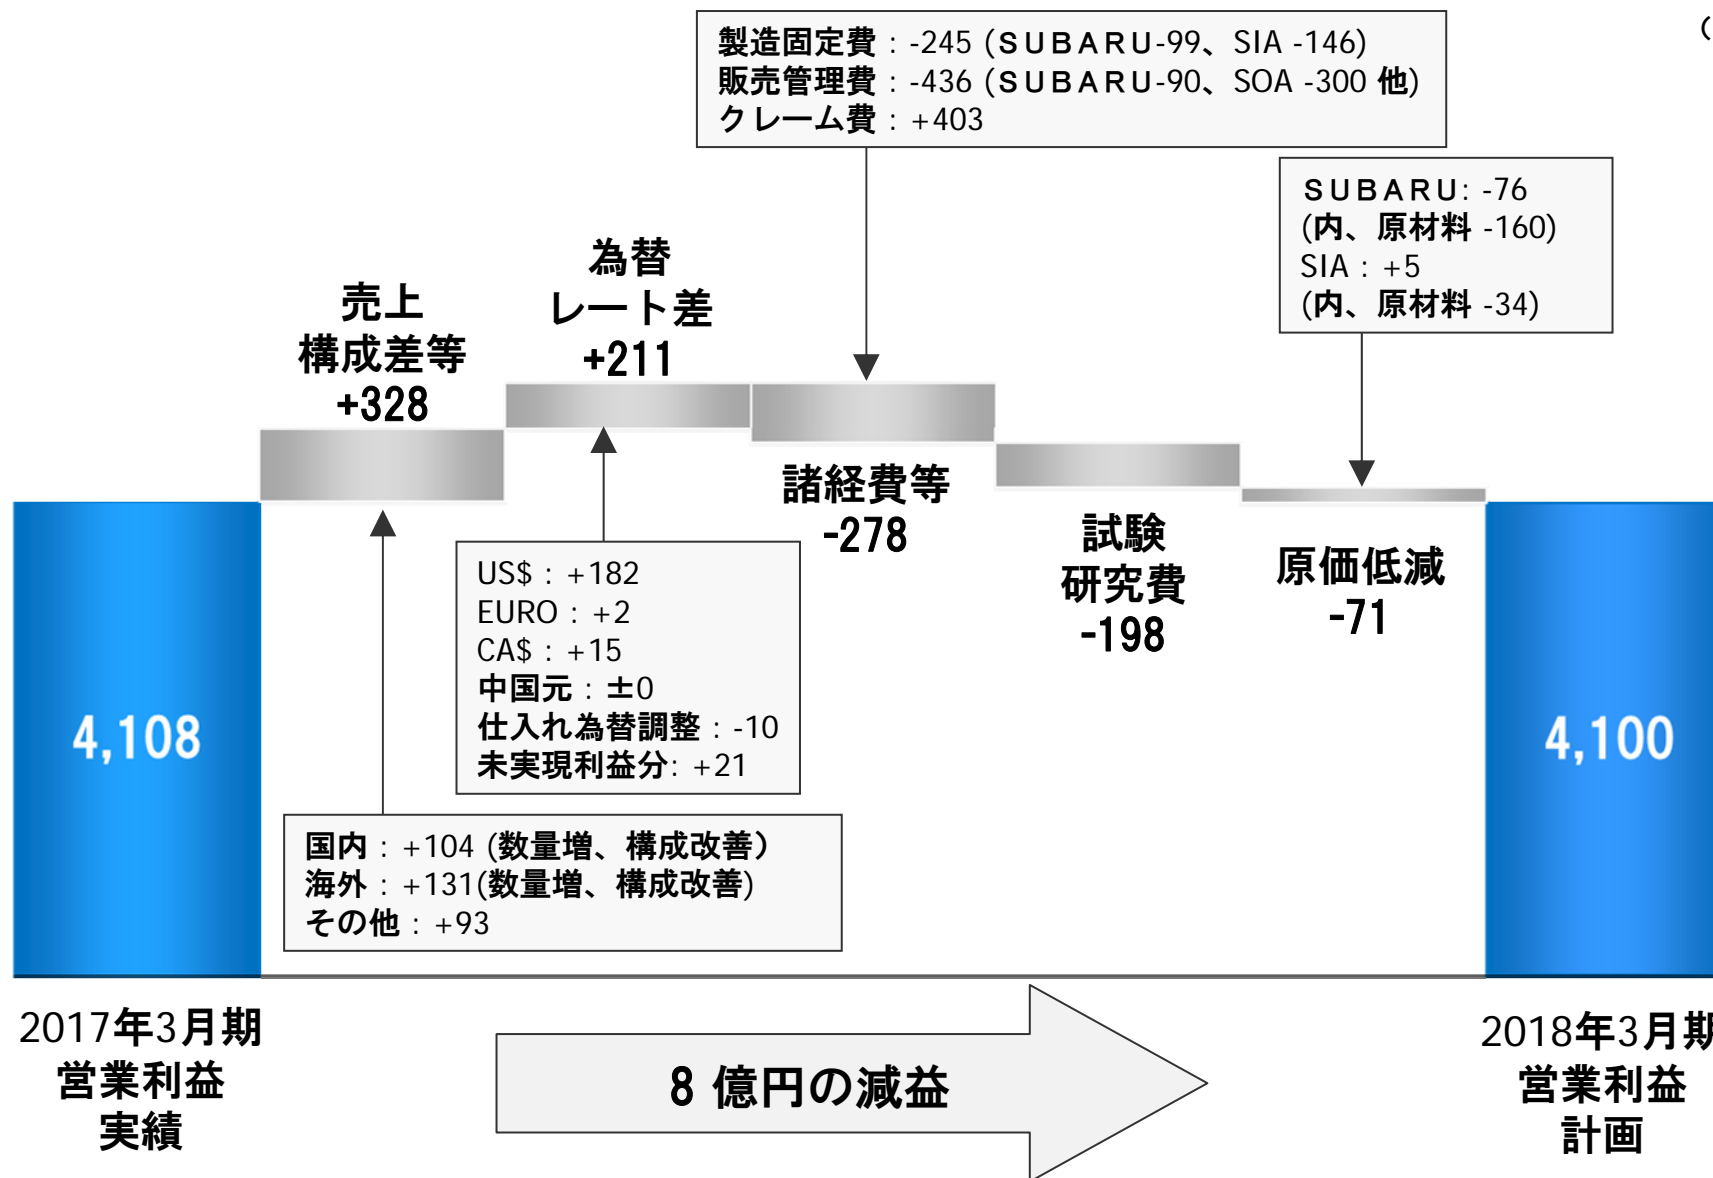 (
製造固定費 : -245 (SUBARU-99、SIA -146)
販売管理費 : -436 (SUBARU-90、SOA -300 他)
クレーム費 : +403
SUBARU: -76
(内、原材料 -160)
SIA : +5
(内、原材料 -34)
為替
レート差
+211
売上
構成差等
+328
諸経費等
-278
試験
研究費
-198
原価低減
-71
US$ : +182
EURO : +2
CA$ : +15
中国元 : ±0
仕入れ為替調整 : -10
未実現利益分: +21
4,108
4,100
国内 : +104 (数量増、構成改善)
海外 : +131(数量増、構成改善)
その他 : +93
2017年3月期
営業利益
実績
8 億円の減益
2018年3月期
営業利益
計画